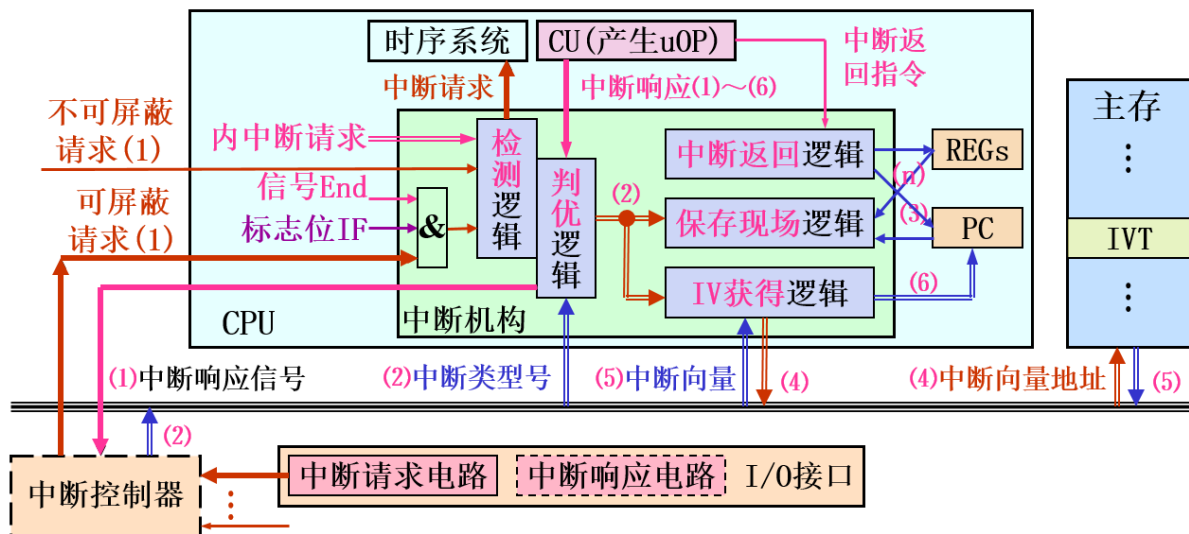 时序系统
CU(产生uOP)
中断返
回指令
中断请求
中断响应(1)～(6)
不可屏蔽
请求(1)
内中断请求
检测逻辑
中断返回逻辑
REGs
主存
⋮
信号End
标志位IF
&
判优逻辑
(2)
(n)
(3)
保存现场逻辑
PC
可屏蔽
请求(1)
IVT
IV获得逻辑
(6)
⋮
CPU
中断机构
(1)中断响应信号
(2)中断类型号
(5)中断向量
(4)
(4)中断向量地址
(5)
(2)
中断控制器
⋮
中断请求电路
中断响应电路
I/O接口